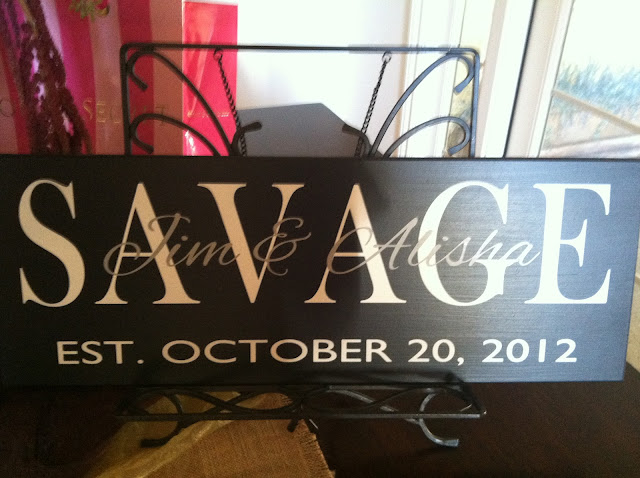 SAVAGE
Jim & Alisha
EST. OCTOBER 20, 2012